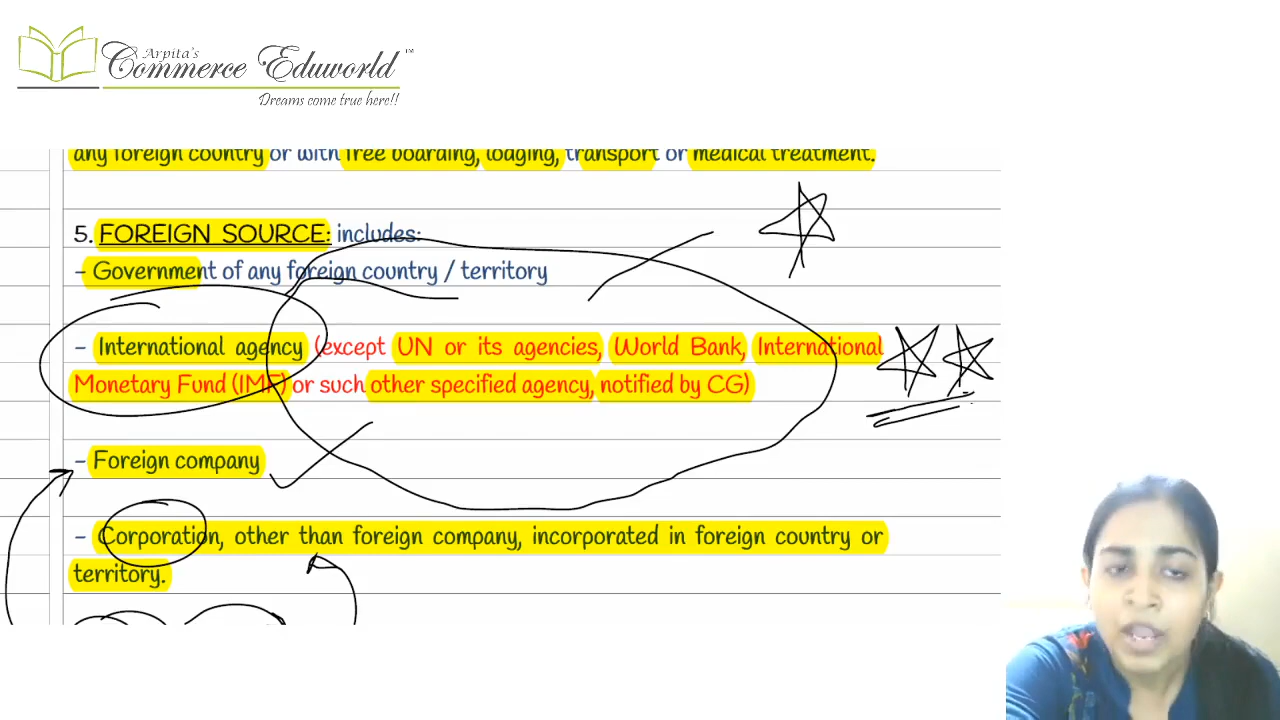 Arpita's
Commerce Eduworld™
Dreams come true here!!
any foreign country or with free boarding, lodging, transport or medical treatment.
5. FOREIGN SOURCE: includes:
- Government of any foreign country / territory
- International agency (except UN or its agencies, World Bank, International
Monetary Fund (IMF) or such other specified agency, notified by CG)
- Foreign company
- Corporation, other than foreign company, incorporated in foreign country or
territory.